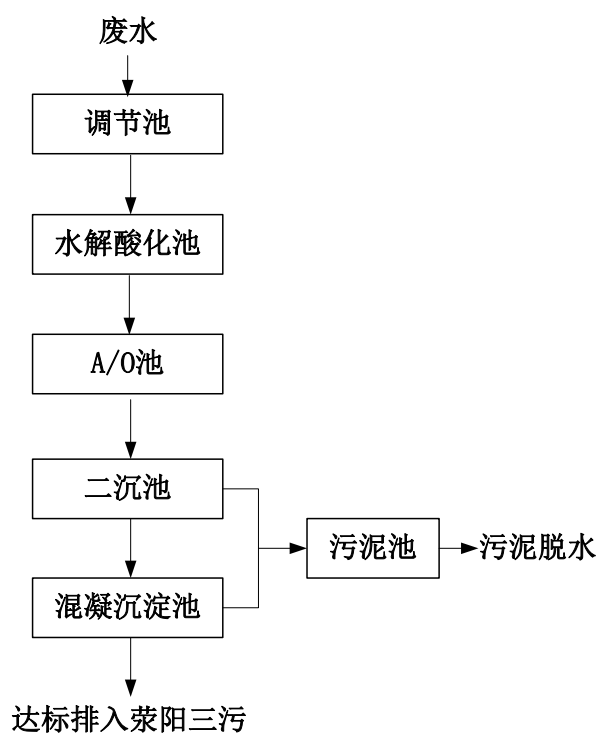 废水
调节池
水解酸化池
A/O池
二沉池
污泥池
污泥脱水
混凝沉淀池
达标排入荥阳三污